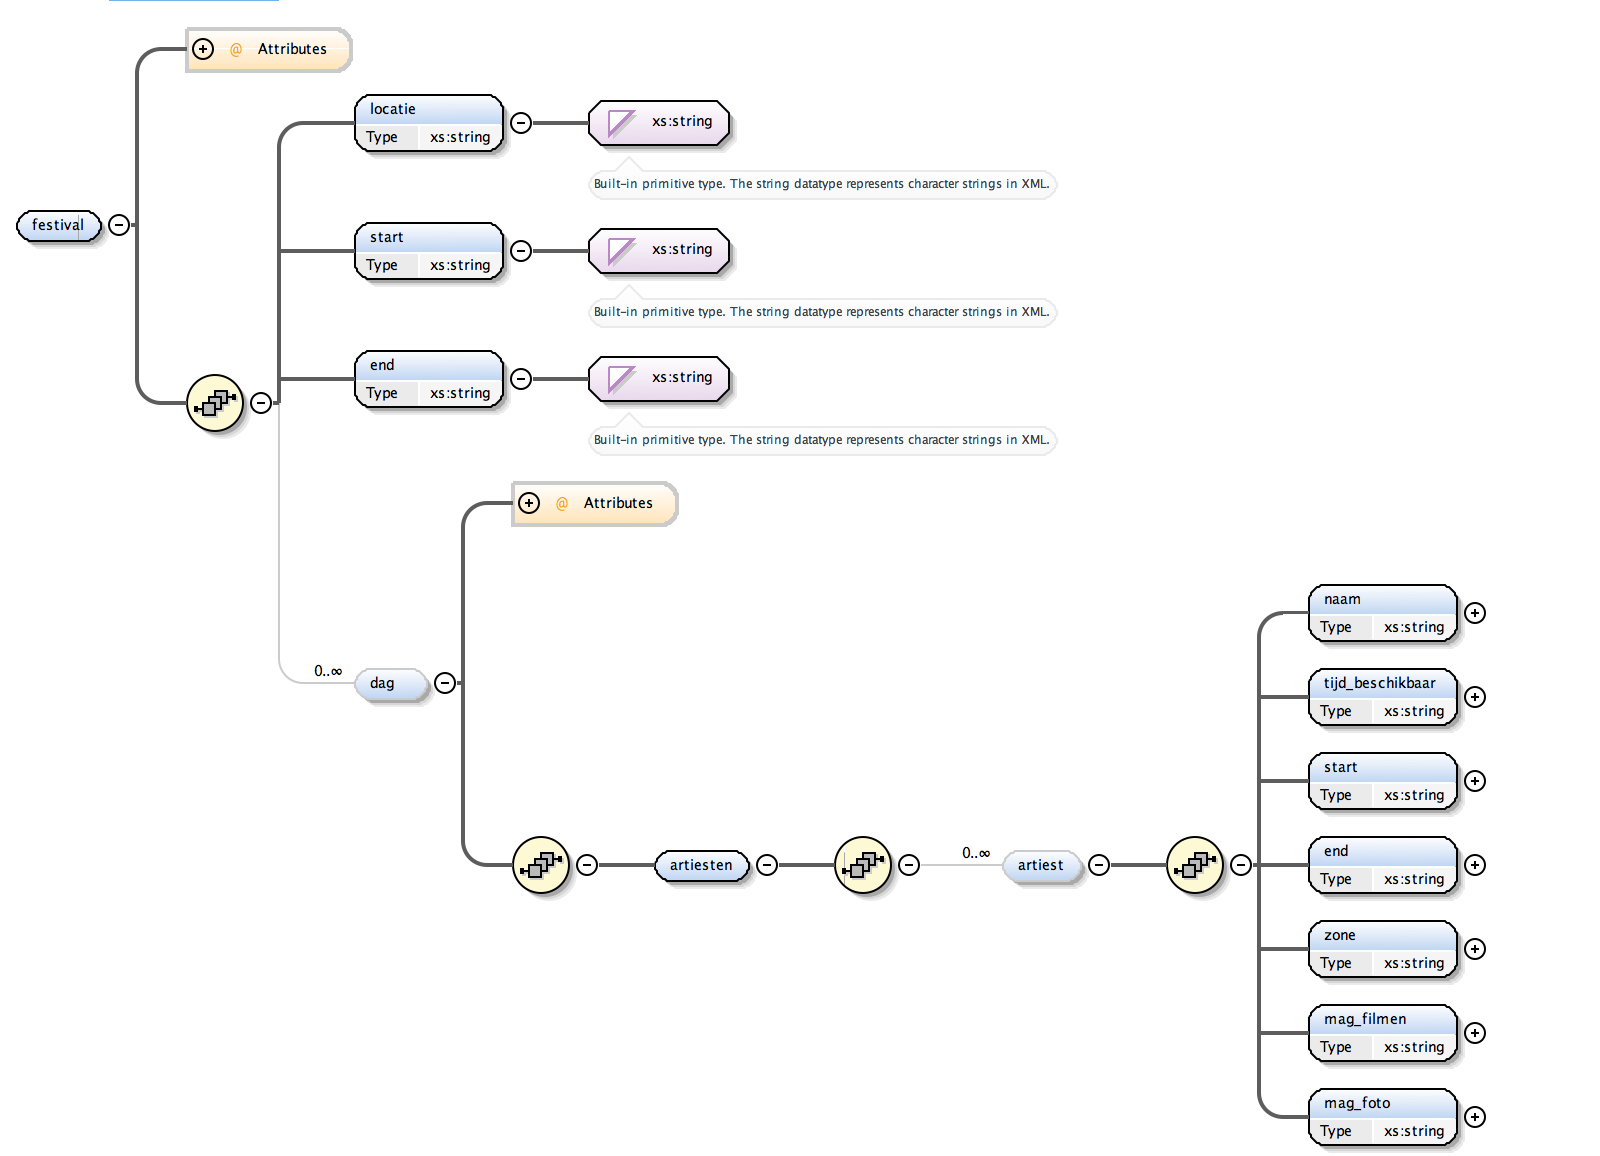 @ Attributes
locatie
Type xs:string
xs:string
Built-in primitive type. The string datatype represents character strings in XML.
festival
start
Type xs:string
xs:string
Built-in primitive type. The string datatype represents character strings in XML.
end
Type xs:string
xs:string
Built-in primitive type. The string datatype represents character strings in XML.
@ Attributes
0..∞
dag
artiesten
0..∞
artiest
naam
Type xs:string
tijd_beschikbaar
Type xs:string
start
Type xs:string
end
Type xs:string
zone
Type xs:string
mag_filmen
Type xs:string
mag_foto
Type xs:string